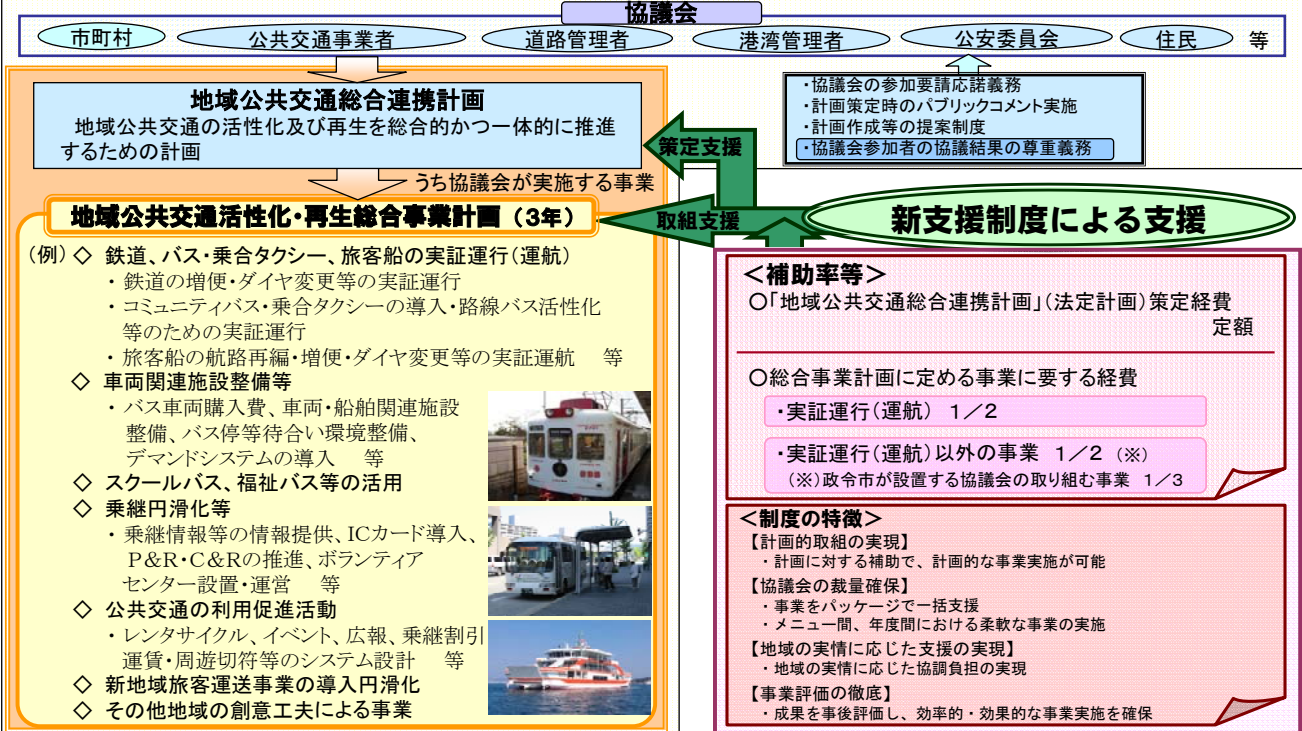 協議会
市町村 公共交通事業者 道路管理者 港湾管理者 公安委員会 住民 等
・協議会の参加要請応諾義務
・計画策定時のパブリックコメント実施
・計画作成等の提案制度
・協議会参加者の協議結果の尊重義務
地域公共交通総合連携計画
地域公共交通の活性化及び再生を総合的かつ一体的に推進
するための計画
策定支援
うち協議会が実施する事業
地域公共交通活性化・再生総合事業計画（3年）
取組支援
新支援制度による支援
（例）◇ 鉄道、バス・乗合タクシー、旅客船の実証運行（運航）
・ 鉄道の増便・ダイヤ変更等の実証運行
・ コミュニティバス・乗合タクシーの導入・路線バス活性化
等のための実証運行
・ 旅客船の航路再編・増便・ダイヤ変更等の実証運航 等
◇ 車両関連施設整備等
・ バス車両購入費、車両・船舶関連施設
整備、バス停等待合い環境整備、
デマンドシステムの導入 等
◇ スクールバス、福祉バス等の活用
◇ 乗継円滑化等
・ 乗継情報等の情報提供、ICカード導入、
P&R・C&Rの推進、ボランティア
センター設置・運営 等
◇ 公共交通の利用促進活動
・ レンタサイクル、イベント、広報、乗継割引
運賃・周遊切符等のシステム設計 等
◇ 新地域旅客運送事業の導入円滑化
◇ その他地域の創意工夫による事業
＜補助率等＞
○「地域公共交通総合連携計画」（法定計画）策定経費
定額
○総合事業計画に定める事業に要する経費
・実証運行（運航） 1／2
・実証運行（運航）以外の事業 1／2 （※）
（※）政令市が設置する協議会の取り組む事業 1／3
＜制度の特徴＞
【計画的取組の実現】
・計画に対する補助で、計画的な事業実施が可能
【協議会の裁量確保】
・事業をパッケージで一括支援
・メニュー間、年度間における柔軟な事業の実施
【地域の実情に応じた支援の実現】
・地域の実情に応じた協調負担の実現
【事業評価の徹底】
・成果を事後評価し、効率的・効果的な事業実施を確保